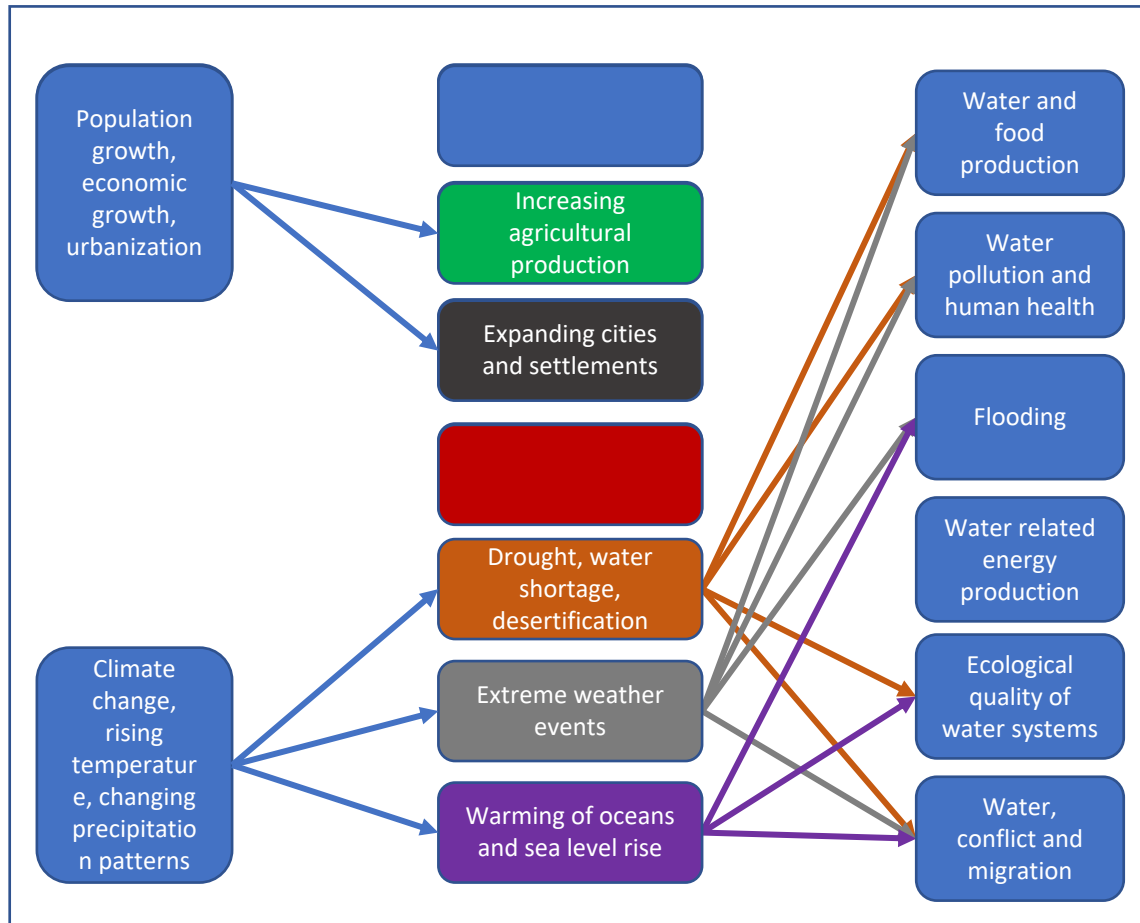 Population
growth,
economic
growth,
urbanization
Climate
change,
rising
temperatur
e, changing
precipitatio
n patterns
Increasing
agricultural
production
Expanding cities
and settlements
Drought, water
shortage,
desertification
Extreme weather
events
Warming of oceans
and sea level rise
Water and
food
production
Water
pollution and
human health
Flooding
Water related
energy
production
Ecological
quality of
water systems
Water,
conflict and
migration